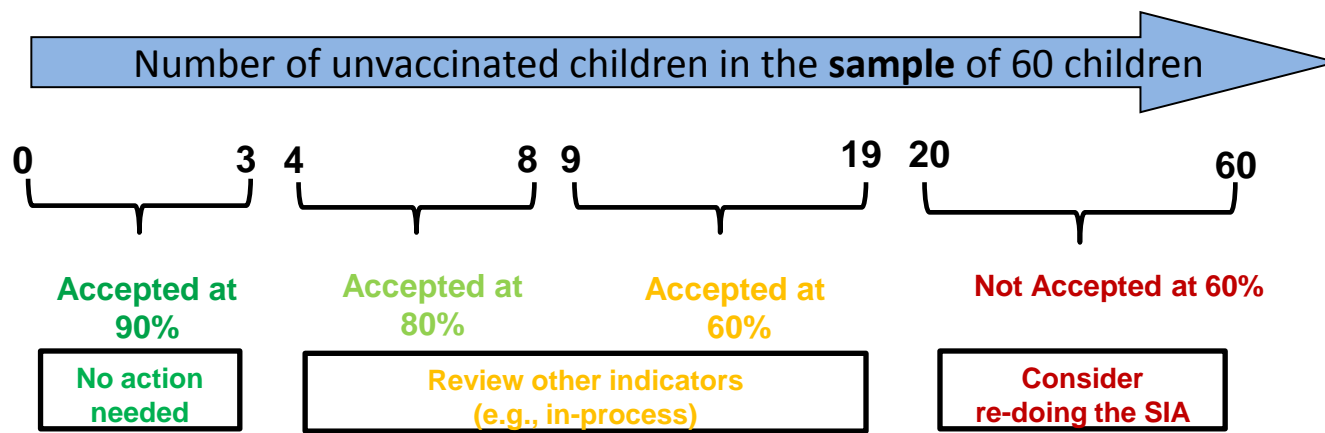 Number of unvaccinated children in the sample of 60 children
0 3 4 8 9 19 20 60
Accepted at
90%
Accepted at
80%
Accepted at
60%
Not Accepted at 60%
No action
needed
Review other indicators
(e.g., in-process)
Consider
re-doing the SIA